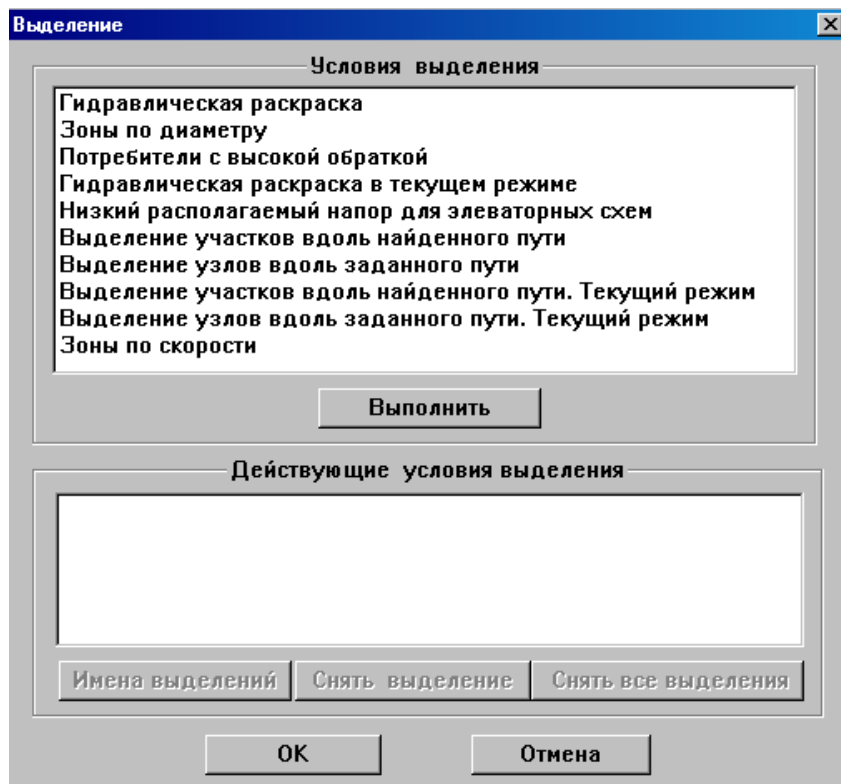 Выделение
Условия выделения
Гидравлическая раскраска
Зоны по диаметру
Потребители с высокой обраткой
Гидравлическая раскраска в текущем режиме
Низкий располагаемый напор для элеваторных схем
Выделение участков вдоль найденного пути
Выделение узлов вдоль заданного пути
Выделение участков вдоль найденного пути. Текущий режим
Выделение узлов вдоль заданного пути. Текущий режим
Зоны по скорости
Выполнить
Действующие условия выделения
Имена выделений Снять выделение Снять все выделения
OK Отмена